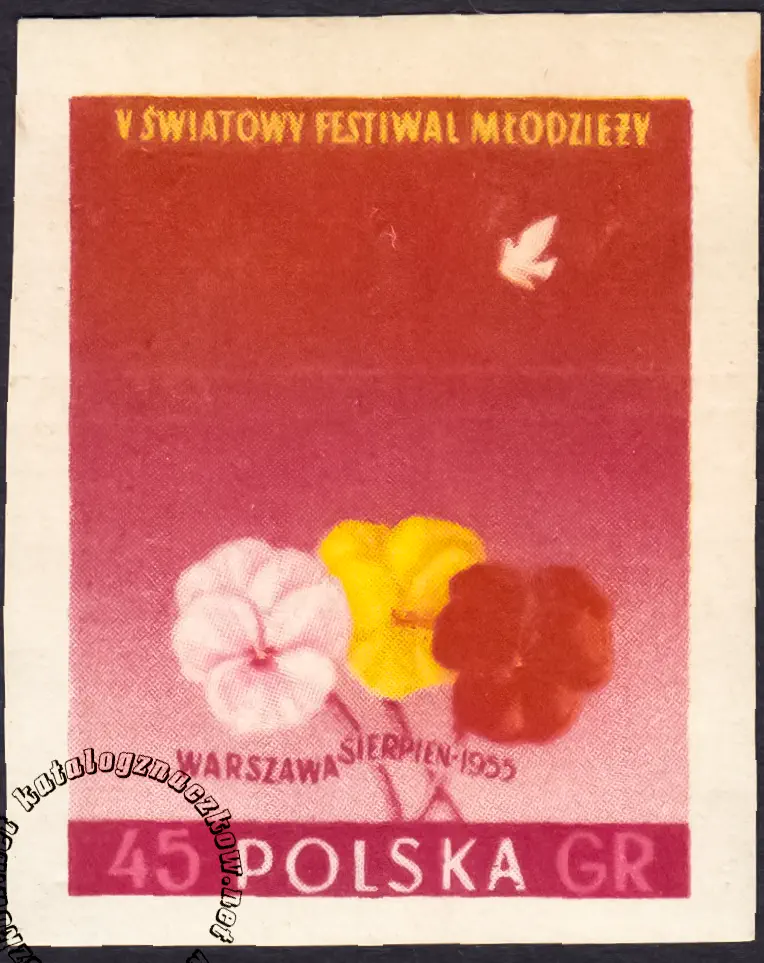 V ŚWIATOWY FESTIWAL MŁODZIEŻY
WARSZAWA SIERPIEŃ-1955
katalogznaczkow.net
45 POLSKA GR